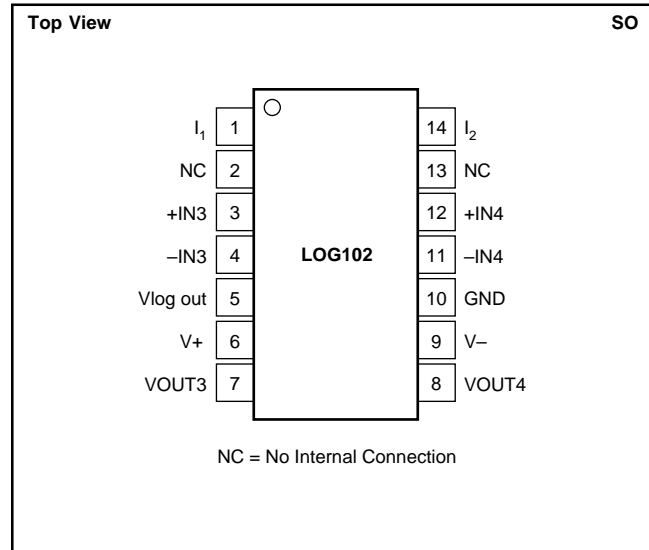 Top View SO
I1 1 14 I2
NC 2 13 NC
+IN3 3 12 +IN4
–IN3 4 LOG102 11 –IN4
Vlog out 5 10 GND
V+ 6 9 V–
VOUT3 7 8 VOUT4
NC = No Internal Connection